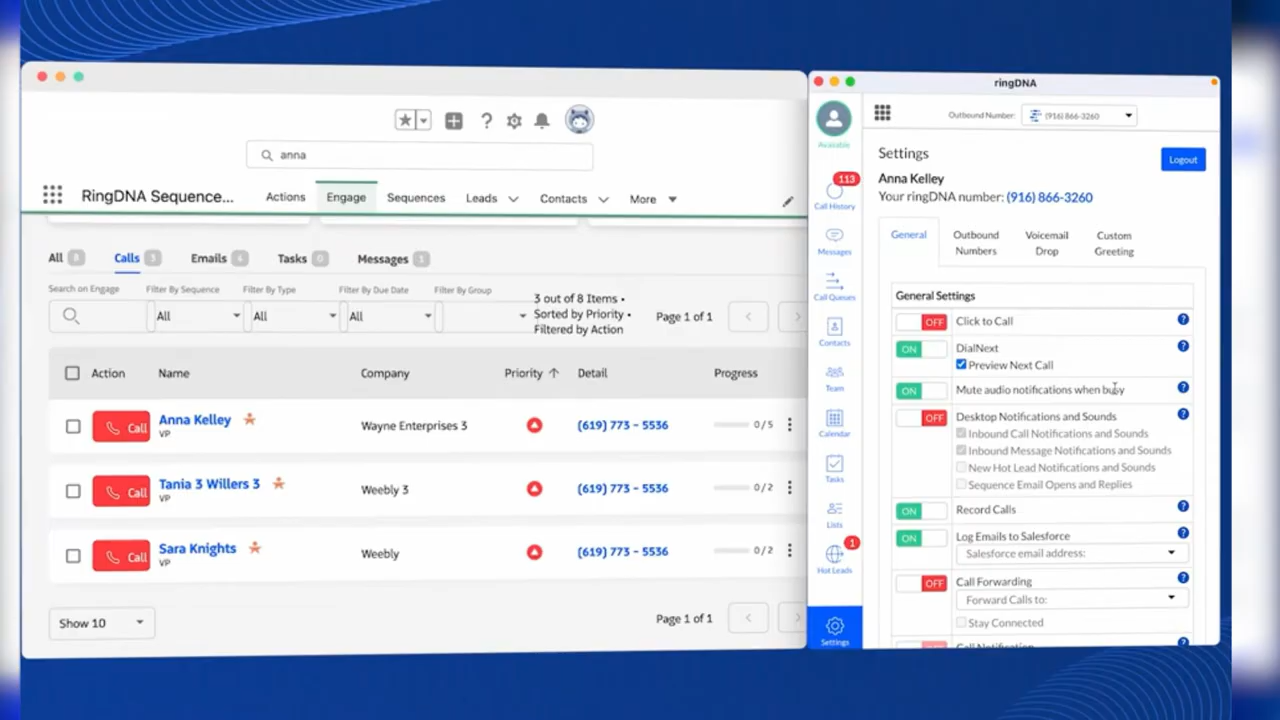 anna
RingDNA Sequence...
Actions
Engage
Sequences
Leads
Contacts
More
All 8
Calls 3
Emails 4
Tasks 0
Messages 1
Search on Engage
Filter By Sequence
Filter By Type
Filter By Due Date
Filter By Group
All
All
All
3 out of 8 Items •
Sorted by Priority •
Filtered by Action
Page 1 of 1
Action
Name
Company
Priority
Detail
Progress
Call
Anna Kelley
VP
Wayne Enterprises 3
(619) 773 - 5536
0/5
Call
Tania 3 Willers 3
VP
Weebly 3
(619) 773 - 5536
0/2
Call
Sara Knights
VP
Weebly
(619) 773 - 5536
0/2
Show 10
Page 1 of 1
ringDNA
Available
113
Call History
Messages
Call Queues
Contacts
Team
Calendar
Tasks
Lists
1
Hot Leads
Settings
Outbound Number:
(916) 866-3260
Settings
Logout
Anna Kelley
Your ringDNA number: (916) 866-3260
General
Outbound
Numbers
Voicemail
Drop
Custom
Greeting
General Settings
OFF Click to Call
ON DialNext
Preview Next Call
ON Mute audio notifications when busy
OFF Desktop Notifications and Sounds
Inbound Call Notifications and Sounds
Inbound Message Notifications and Sounds
New Hot Lead Notifications and Sounds
Sequence Email Opens and Replies
ON Record Calls
ON Log Emails to Salesforce
Salesforce email address:
OFF Call Forwarding
Forward Calls to:
Stay Connected
Call Notification